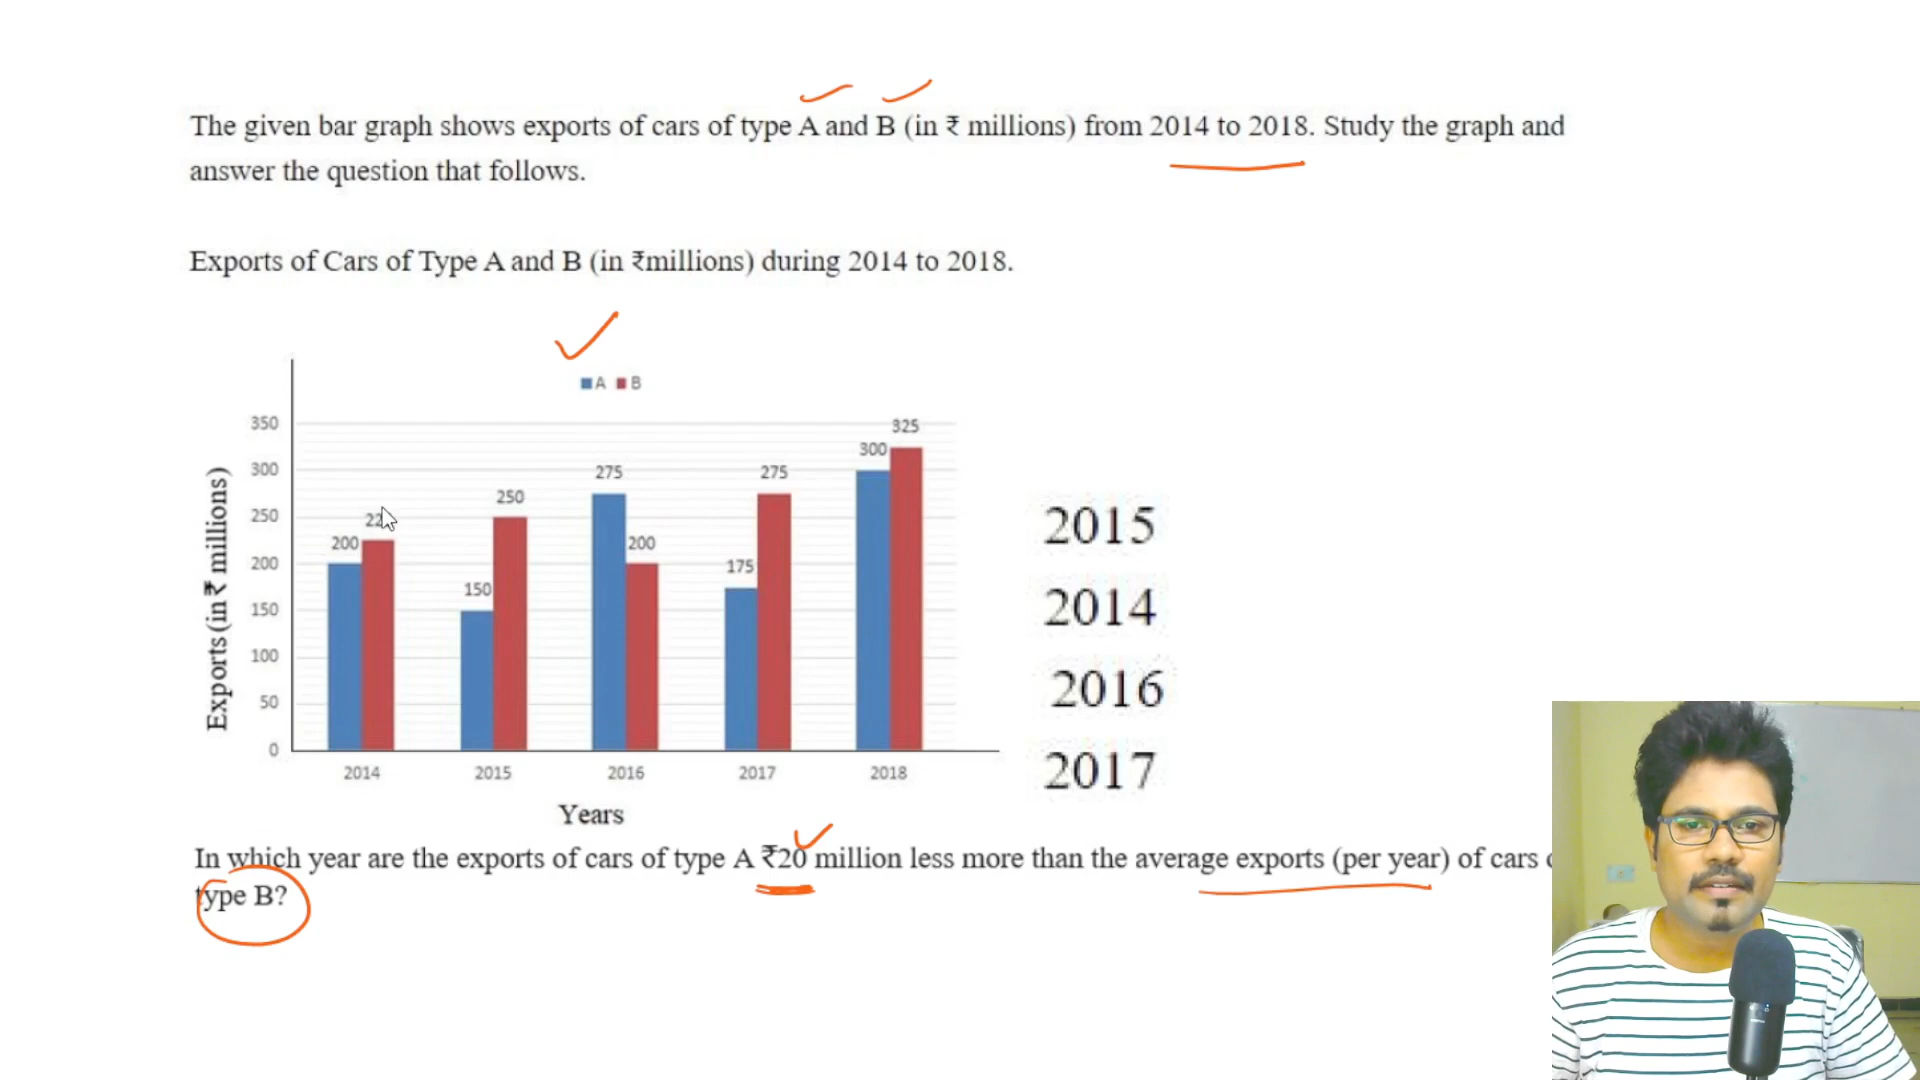 The given bar graph shows exports of cars of type A and B (in ₹ millions) from 2014 to 2018. Study the graph and
answer the question that follows.
Exports of Cars of Type A and B (in ₹millions) during 2014 to 2018.
A B
350
300
250
200
150
100
50
0
Exports (in ₹ millions)
200
150 250
275 200
175 275
300 325
2014 2015 2016 2017 2018
Years
2015
2014
2016
2017
In which year are the exports of cars of type A ₹20 million less more than the average exports (per year) of cars
type B?